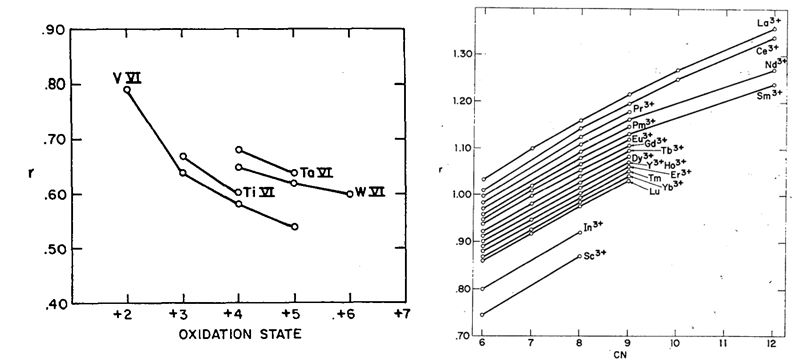 .90
.80
.70
.60
.50
.40
r
V VI
Ti VI
Ta VI
W VI
+2 +3 +4 +5 +6 +7
OXIDATION STATE
1.30
1.20
1.10
1.00
.90
.80
.70
r
La3+
Ce3+
Nd3+
Sm3+
Pr3+
Pm3+
Eu3+
Gd3+
Tb3+
Dy3+
Y3+ Ho3+
Er3+
Tm
Yb3+
Lu
In3+
Sc3+
6 7 8 9 10 11 12
CN